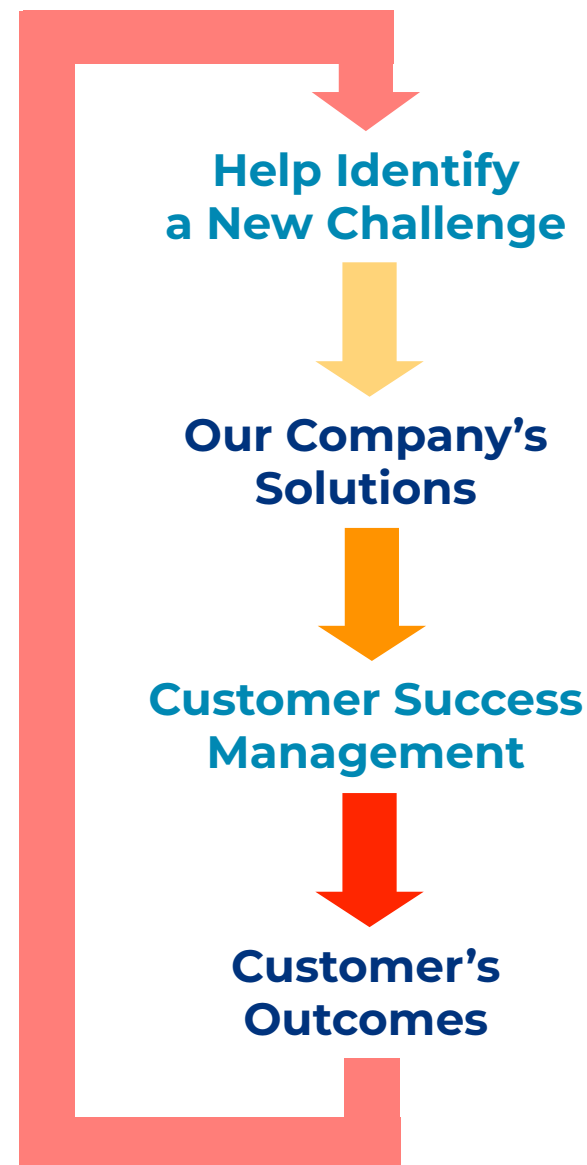 Help Identify
a New Challenge
Our Company’s
Solutions
Customer Success
Management
Customer’s
Outcomes